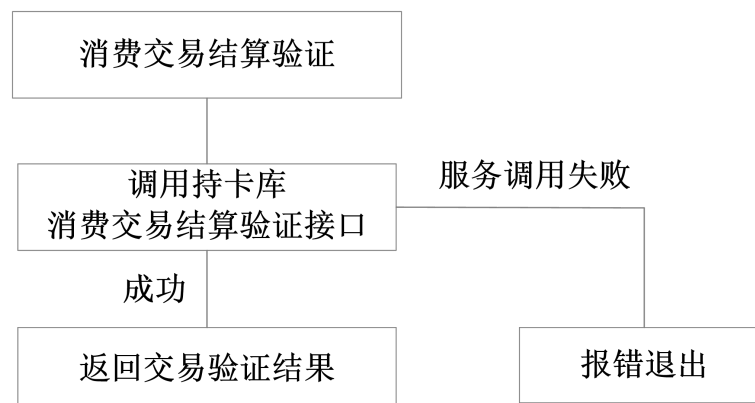 消费交易结算验证
调用持卡库
消费交易结算验证接口
服务调用失败
成功
返回交易验证结果
报错退出